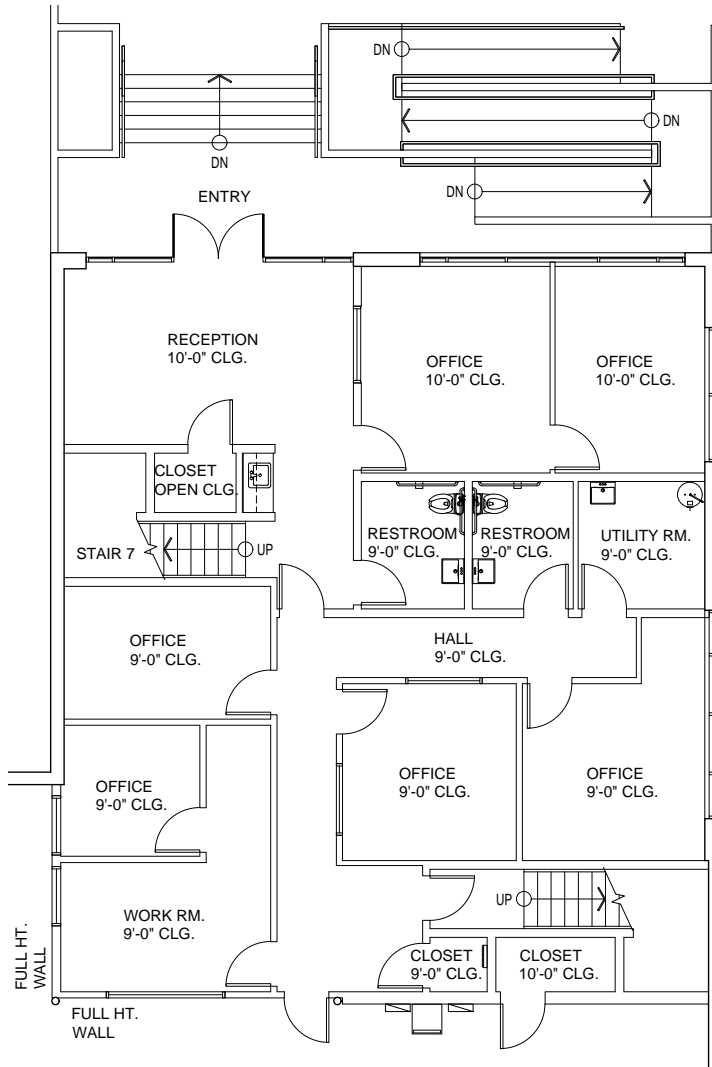 DN
DN
DN
DN
ENTRY
RECEPTION
10'-0" CLG.
OFFICE
10'-0" CLG.
OFFICE
10'-0" CLG.
CLOSET
OPEN CLG.
RESTROOM
9'-0" CLG.
RESTROOM
9'-0" CLG.
UTILITY RM.
9'-0" CLG.
STAIR 7
UP
OFFICE
9'-0" CLG.
HALL
9'-0" CLG.
OFFICE
9'-0" CLG.
OFFICE
9'-0" CLG.
OFFICE
9'-0" CLG.
UP
WORK RM.
9'-0" CLG.
CLOSET
9'-0" CLG.
CLOSET
10'-0" CLG.
FULL HT.
WALL
FULL HT.
WALL